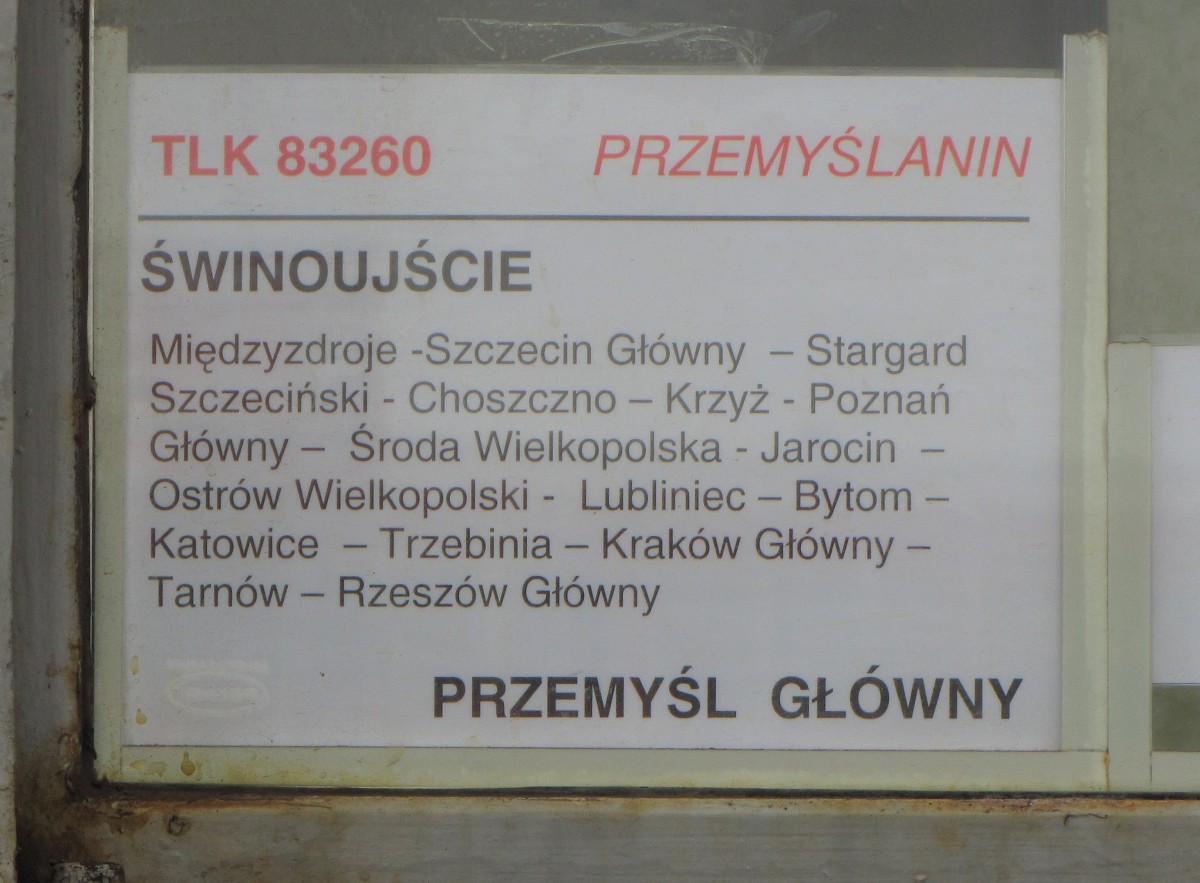 TLK 83260 PRZEMYŚLANIN
ŚWINOUJŚCIE
Międzyzdroje -Szczecin Główny – Stargard
Szczeciński - Choszczno – Krzyż - Poznań
Główny – Środa Wielkopolska - Jarocin –
Ostrów Wielkopolski - Lubliniec – Bytom –
Katowice – Trzebinia – Kraków Główny –
Tarnów – Rzeszów Główny
PRZEMYŚL GŁÓWNY